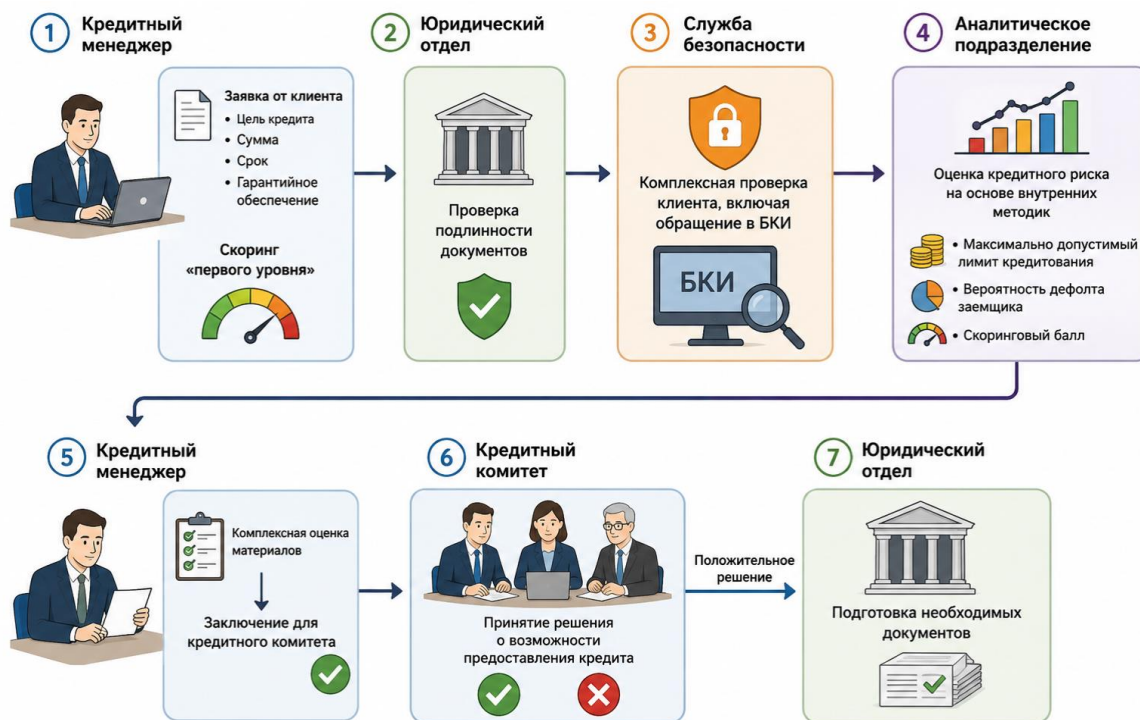 1 Кредитный
менеджер
Заявка от клиента
• Цель кредита
• Сумма
• Срок
• Гарантийное
обеспечение
Скоринг
«первого уровня»
2 Юридический
отдел
Проверка
подлинности
документов
3 Служба
безопасности
Комплексная проверка
клиента, включая
обращение в БКИ
БКИ
4 Аналитическое
подразделение
Оценка кредитного риска
на основе внутренних
методик
• Максимально допустимый
лимит кредитования
• Вероятность дефолта
заемщика
• Скоринговый балл
5 Кредитный
менеджер
Комплексная оценка
материалов
Заключение для
кредитного комитета
6 Кредитный
комитет
Принятие решения
о возможности
предоставления кредита
Положительное
решение
7 Юридический
отдел
Подготовка необходимых
документов